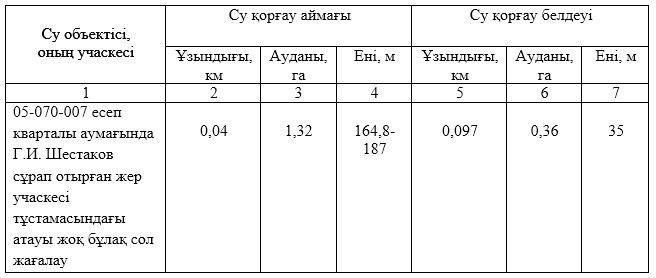 Су объектісі,
оның учаскесі
Су қорғау аймағы
Су қорғау белдеуі
Ұзындығы,
км
Ауданы,
га
Ені, м
Ұзындығы,
км
Ауданы,
га
Ені, м
1 2 3 4 5 6 7
05-070-007 есеп
кварталы аумағында
Г.И. Шестаков
сұрап отырған жер
учаскесі
тұстамасындағы
атауы жоқ бұлақ сол
жағалау
0,04
1,32
164,8-
187
0,097
0,36
35